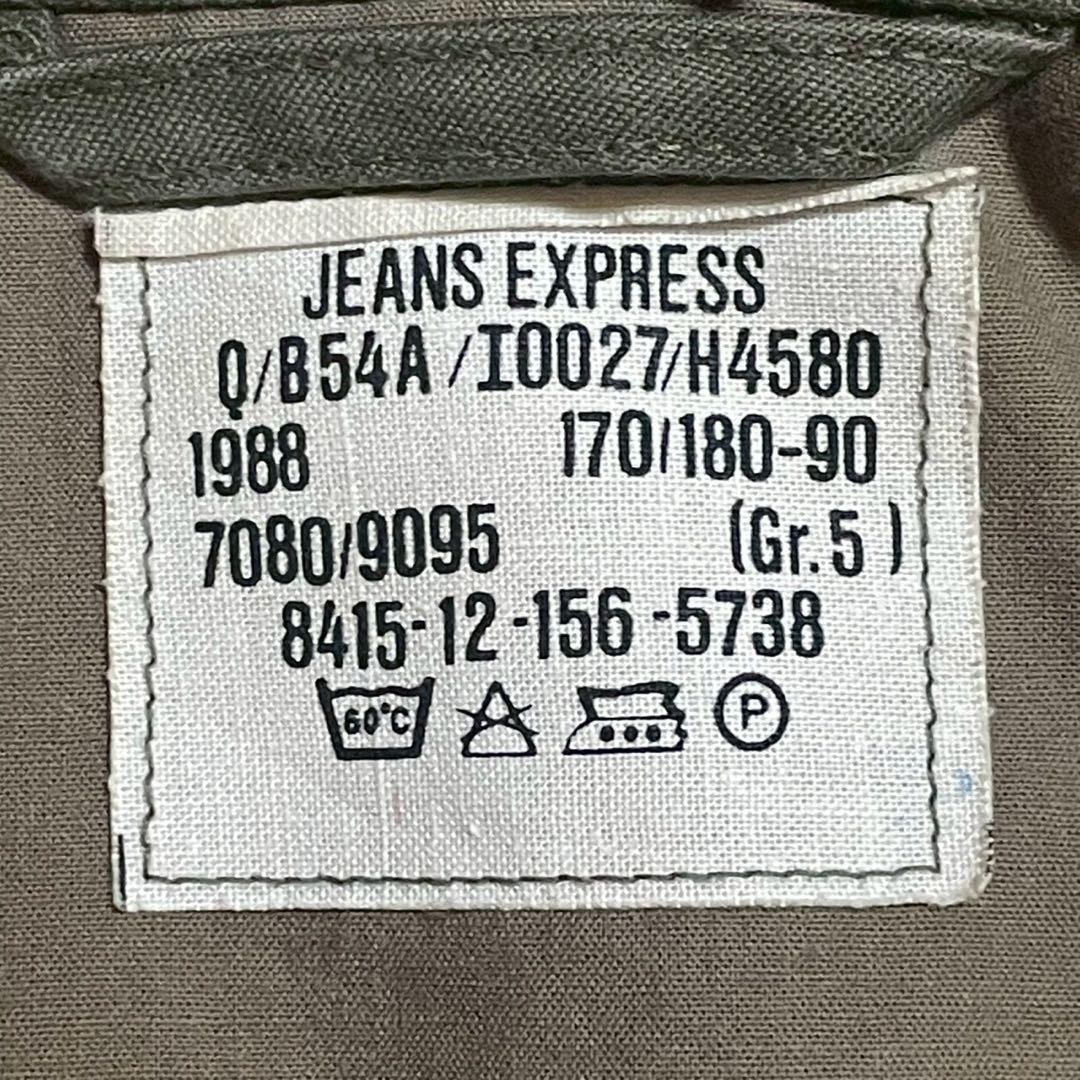 JEANS EXPRESS
Q/B54A/I0027/H4580
1988 170/180-90
7080/9095 (Gr.5)
8415-12-156-5738
60°C P